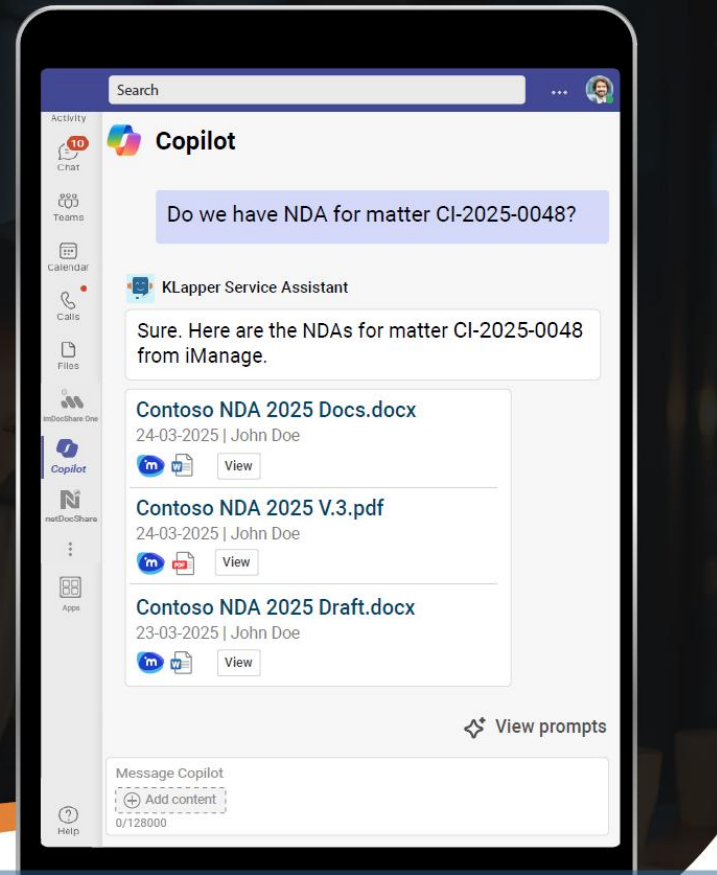 Search
...
Activity
10
Chat
Teams
Calendar
Calls
Files
imDocShare One
Copilot
netDocShare
Apps
Help
Copilot
Do we have NDA for matter CI-2025-0048?
KLapper Service Assistant
Sure. Here are the NDAs for matter CI-2025-0048
from iManage.
Contoso NDA 2025 Docs.docx
24-03-2025 | John Doe
m W View
Contoso NDA 2025 V.3.pdf
24-03-2025 | John Doe
m PDF View
Contoso NDA 2025 Draft.docx
23-03-2025 | John Doe
m W View
View prompts
Message Copilot
Add content
0/128000